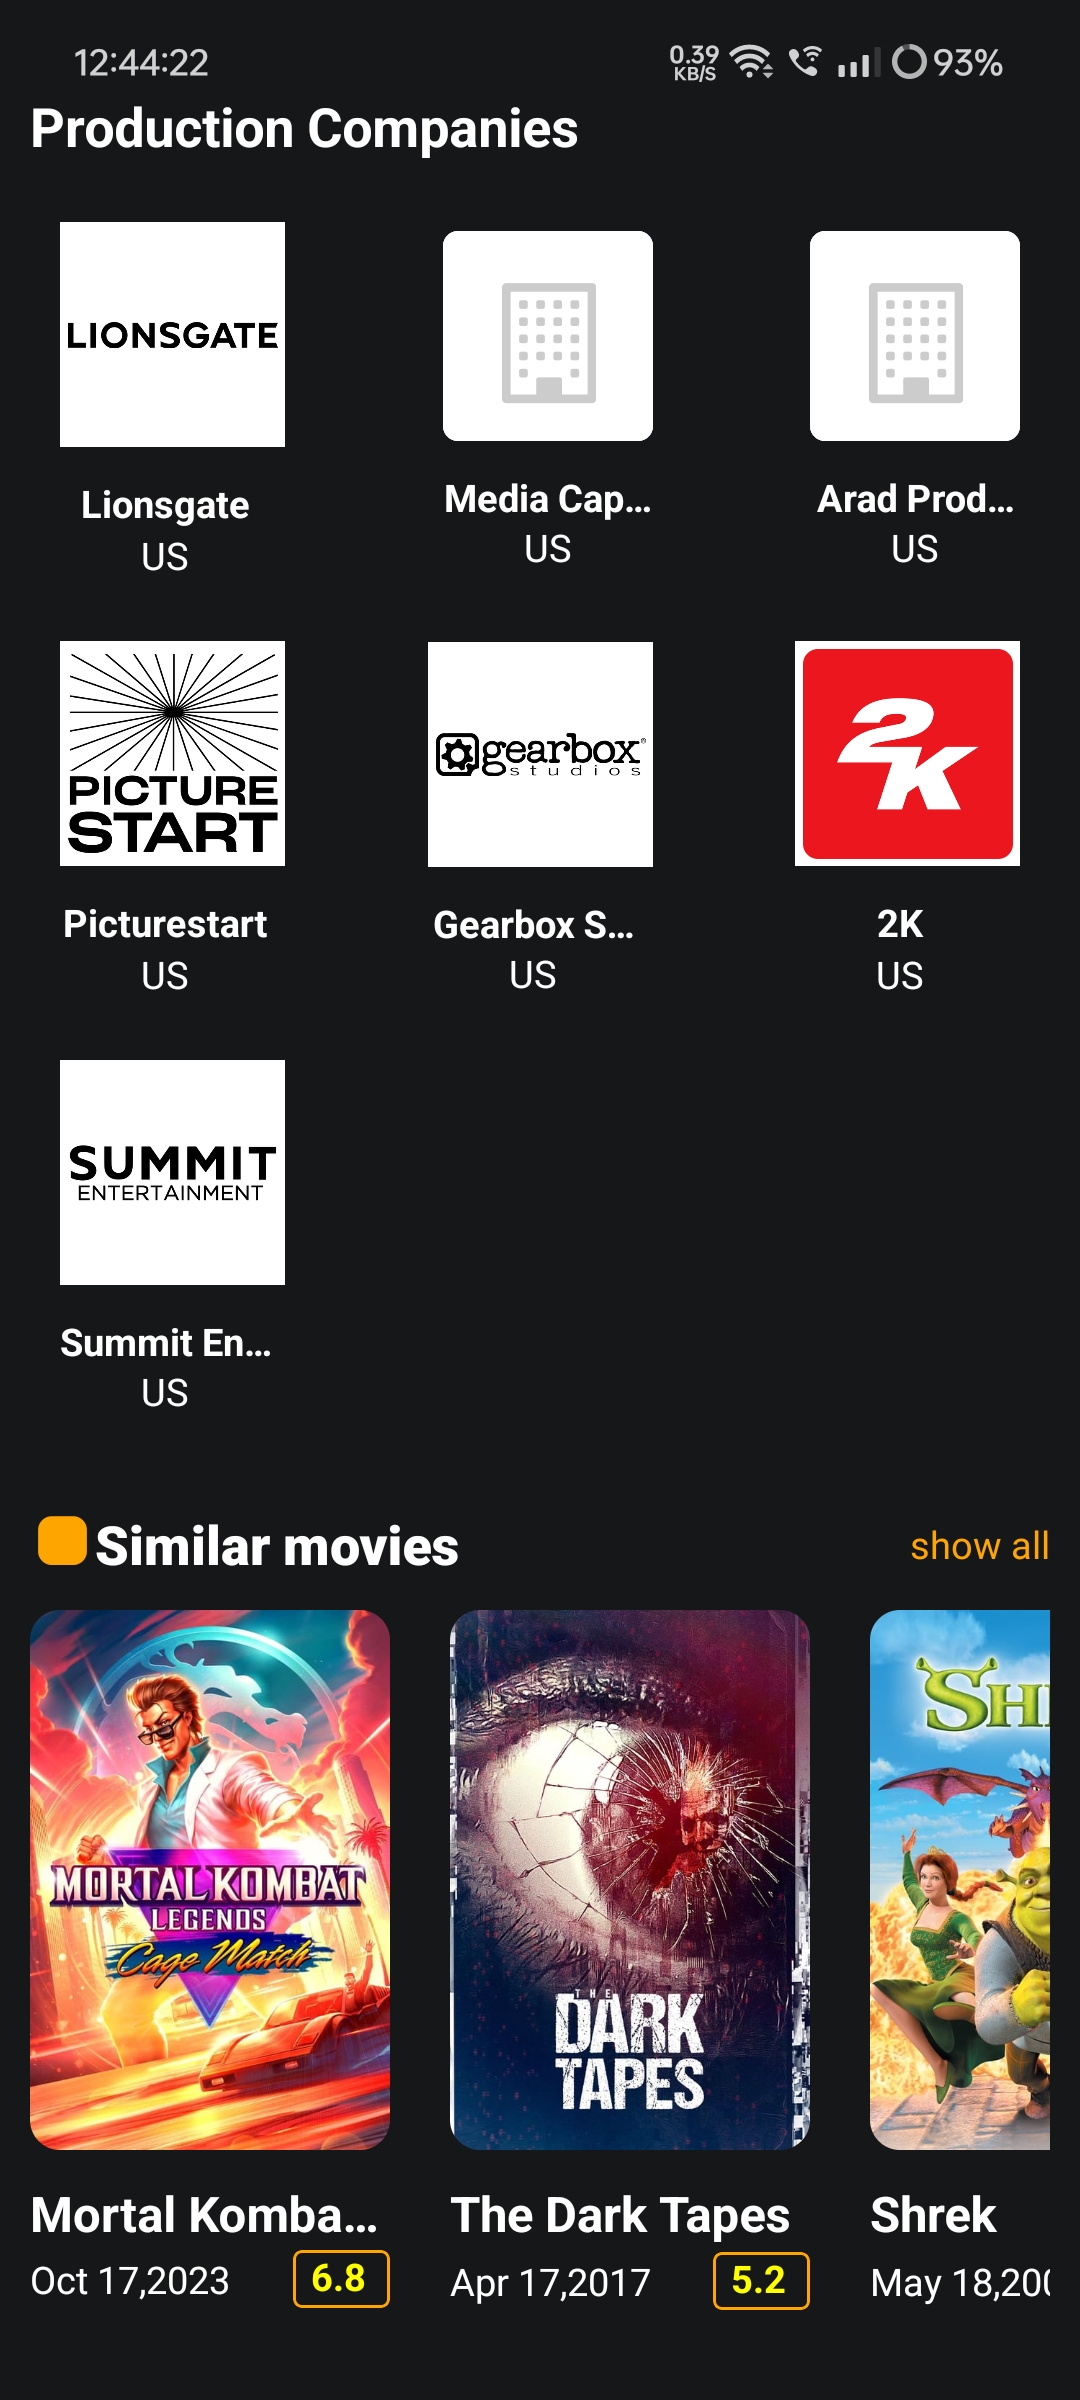 12:44:22
0.39
KB/S
93%
Production Companies
LIONSGATE
Lionsgate
US
Media Cap...
US
Arad Prod...
US
PICTURE
START
Picturestart
US
gearbox®
studios
Gearbox S...
US
2K
2K
US
SUMMIT
ENTERTAINMENT
Summit En...
US
Similar movies
show all
MORTAL KOMBAT
LEGENDS
Cage Match
THE
DARK
TAPES
Mortal Komba...
Oct 17,2023
6.8
The Dark Tapes
Apr 17,2017
5.2
Shrek
May 18,200